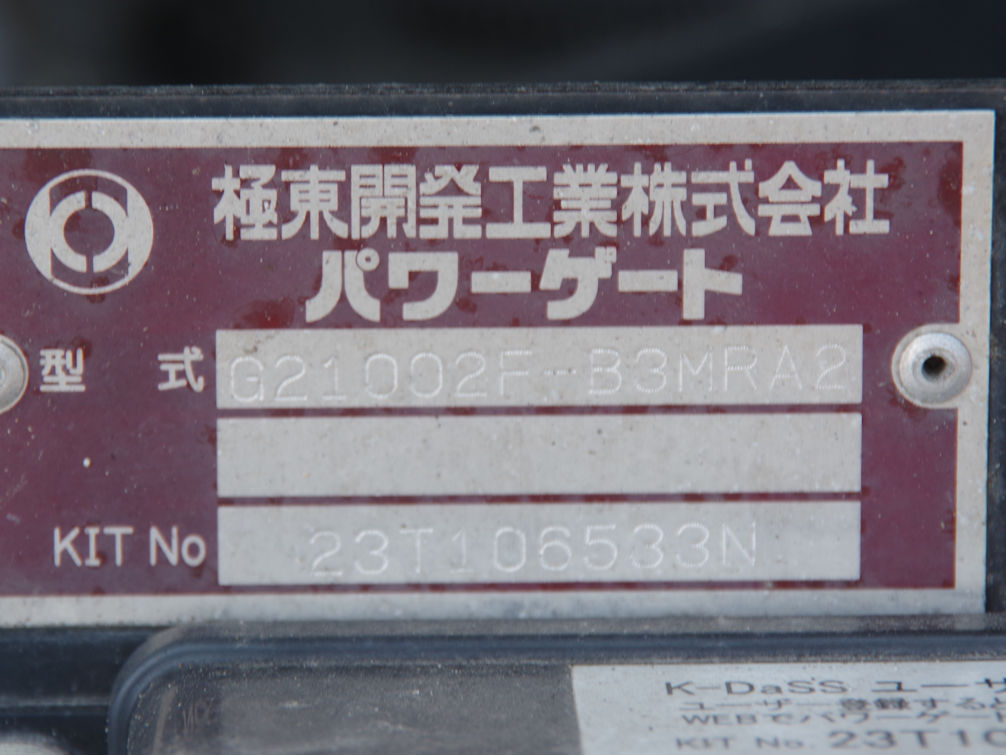 極東開発工業株式会社
パワーゲート
型 式 G21002F-B3MRA2
KIT No 23T106533N
K-DaSS ユーザ
ユーザー登録すると
WEBでパワーゲー
KIT No. 23T10